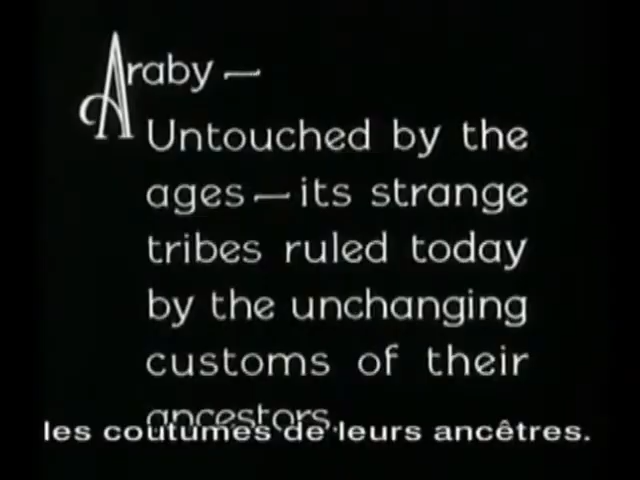 Araby —
Untouched by the
ages — its strange
tribes ruled today
by the unchanging
customs of their
ancestors.
les coutumes de leurs ancêtres.